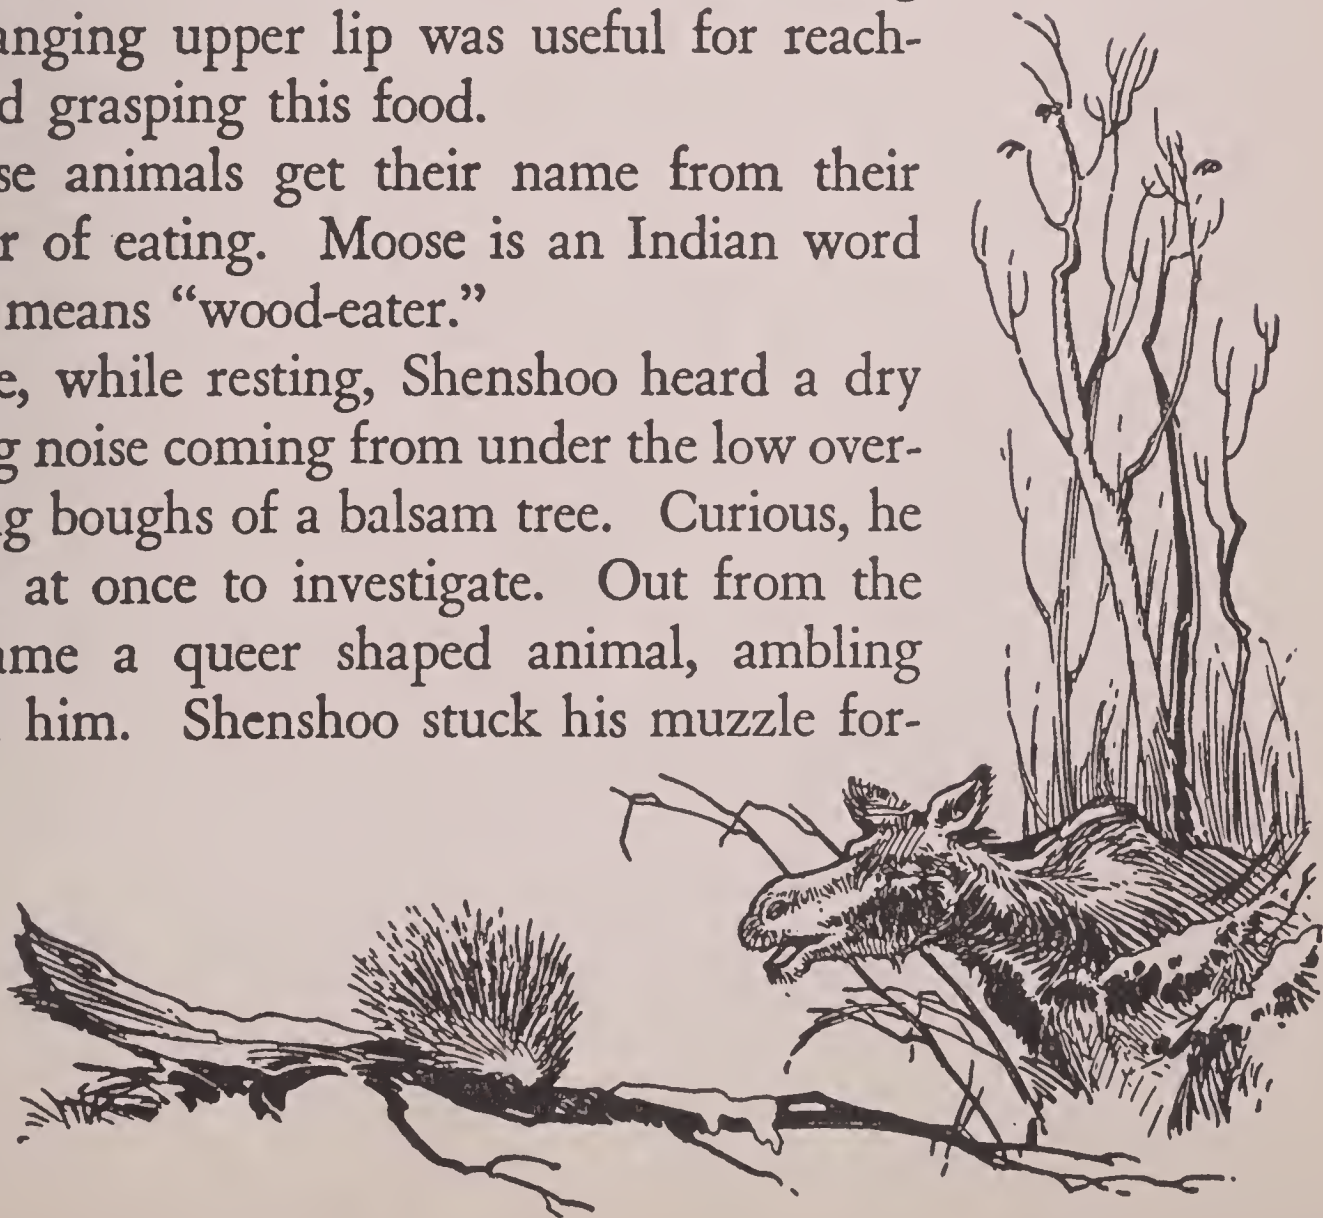 anging upper lip was useful for reach-
d grasping this food.
se animals get their name from their
r of eating. Moose is an Indian word
means “wood-eater.”
e, while resting, Shenshoo heard a dry
g noise coming from under the low over-
g boughs of a balsam tree. Curious, he
at once to investigate. Out from the
ame a queer shaped animal, ambling
him. Shenshoo stuck his muzzle for-